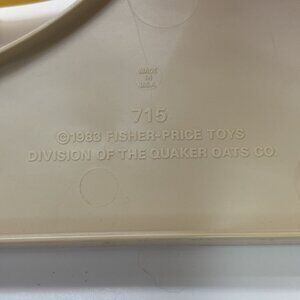 MADE
IN
U.S.A.
715
©1983 FISHER-PRICE TOYS
DIVISION OF THE QUAKER OATS CO.